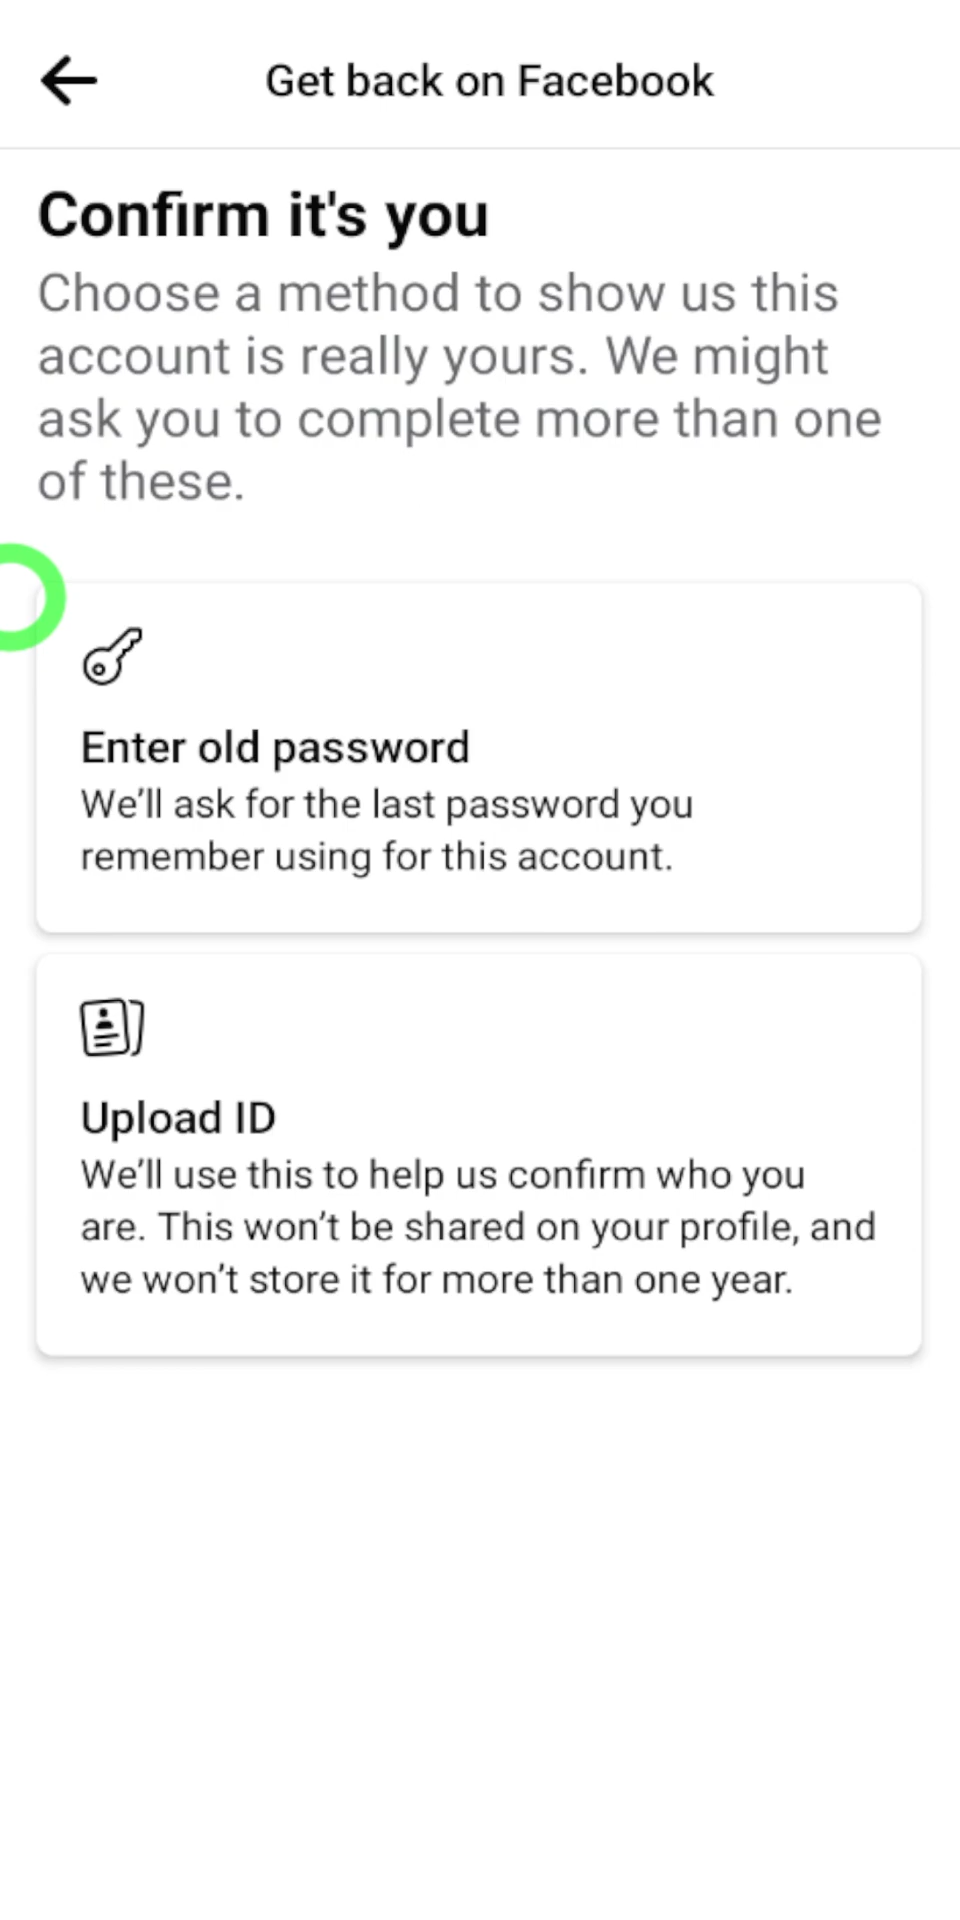 Get back on Facebook
Confirm it's you
Choose a method to show us this
account is really yours. We might
ask you to complete more than one
of these.
Enter old password
We’ll ask for the last password you
remember using for this account.
Upload ID
We’ll use this to help us confirm who you
are. This won’t be shared on your profile, and
we won’t store it for more than one year.